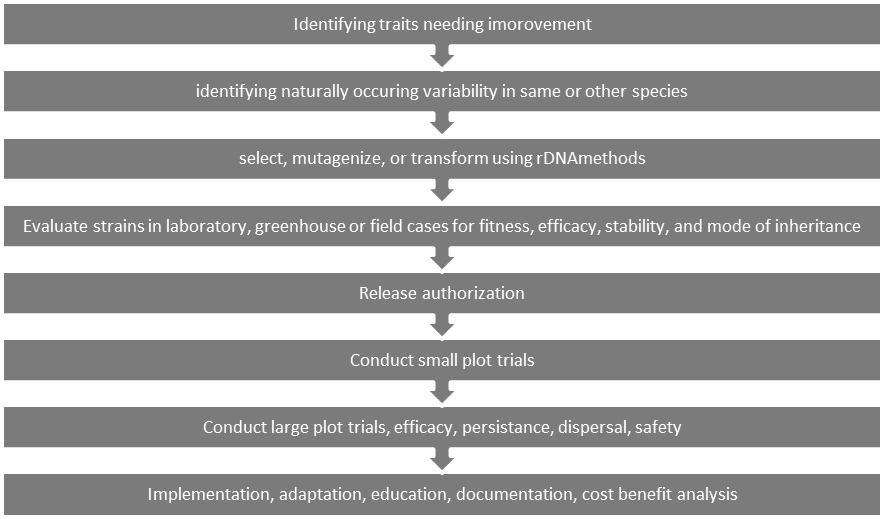 Identifying traits needing imorovement
identifying naturally occuring variability in same or other species
select, mutagenize, or transform using rDNAmethods
Evaluate strains in laboratory, greenhouse or field cases for fitness, efficacy, stability, and mode of inheritance
Release authorization
Conduct small plot trials
Conduct large plot trials, efficacy, persistance, dispersal, safety
Implementation, adaptation, education, documentation, cost benefit analysis